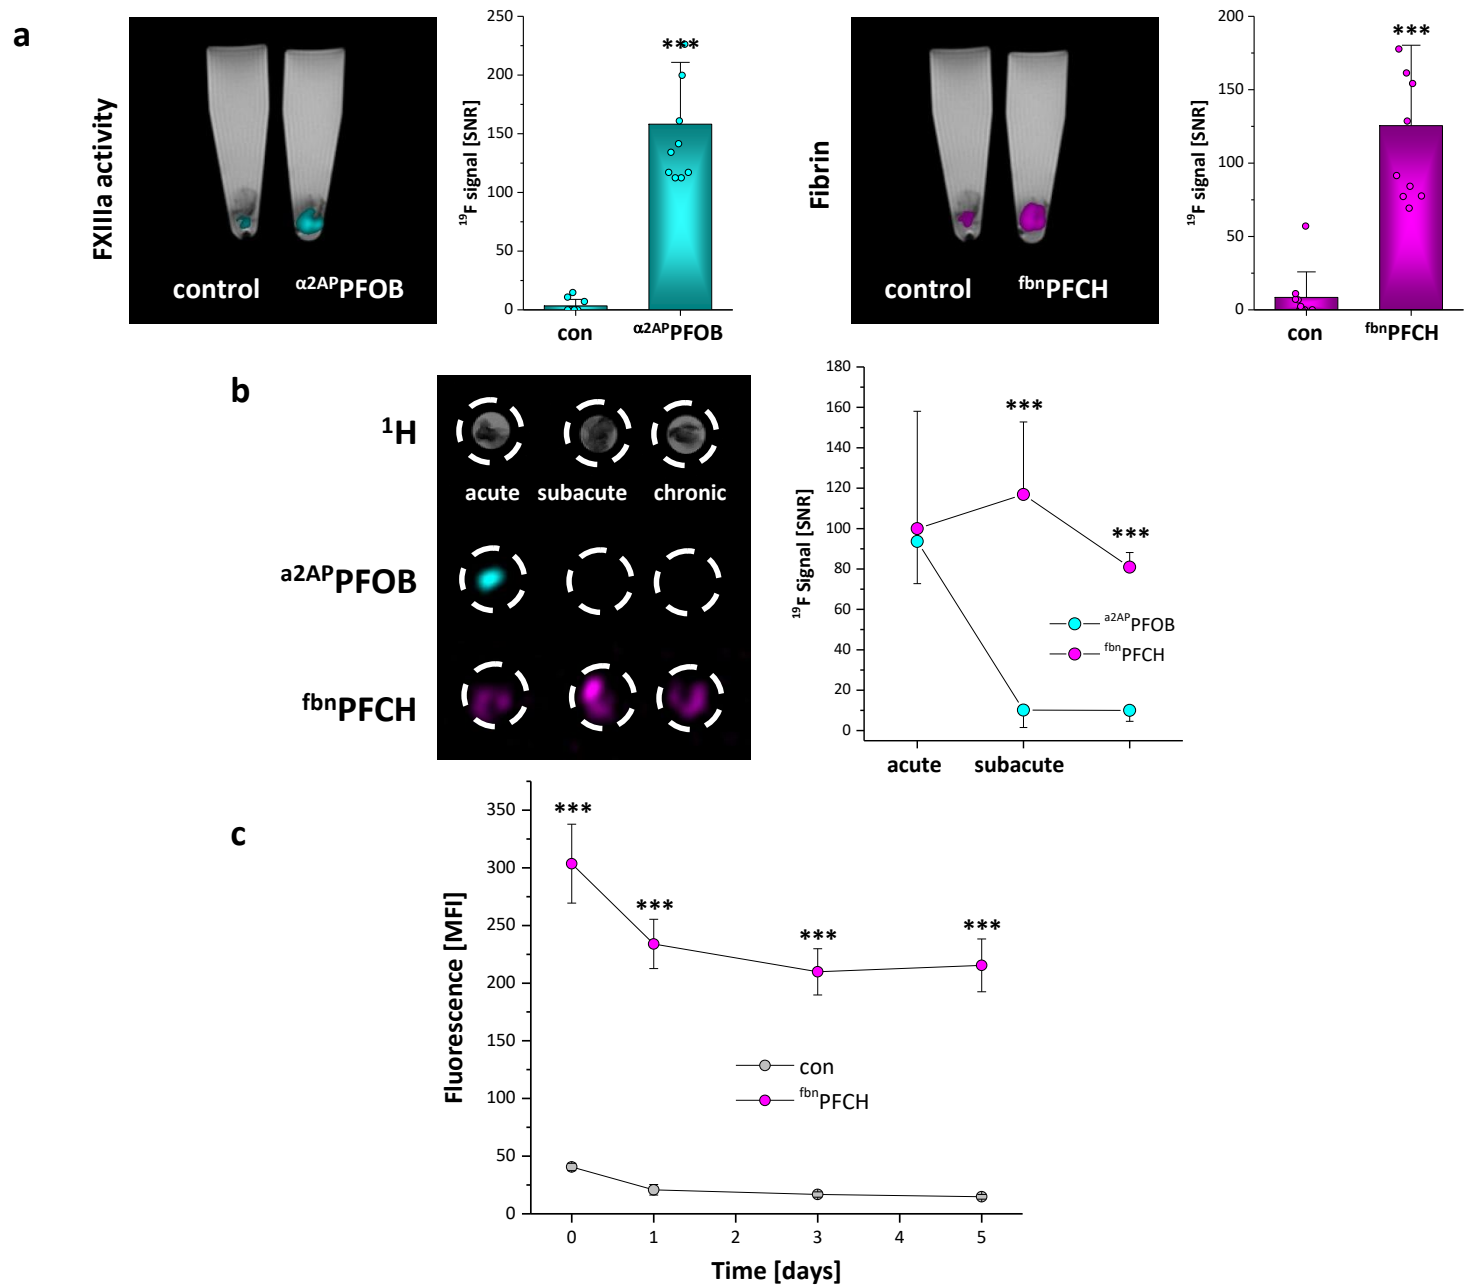 a
FXIIIa activity
control α2APPFOB
250
200
150
100
50
0
19F signal [SNR]
***
con α2APPFOB
Fibrin
control fbnPFCH
200
150
100
50
0
19F signal [SNR]
***
con fbnPFCH
b
1H
acute subacute chronic
a2APPFOB
fbnPFCH
180
160
140
120
100
80
60
40
20
0
19F Signal [SNR]
***
***
a2APPFOB
fbnPFCH
acute subacute
c
350
300
250
200
150
100
50
0
Fluorescence [MFI]
***
***
***
***
con
fbnPFCH
0 1 2 3 4 5
Time [days]